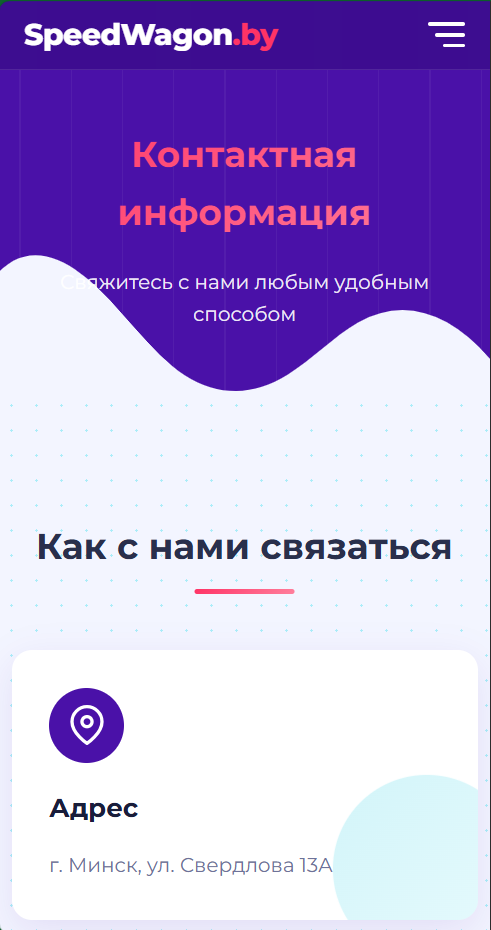 SpeedWagon.by
Контактная
информация
Свяжитесь с нами любым удобным
способом
Как с нами связаться
Адрес
г. Минск, ул. Свердлова 13А